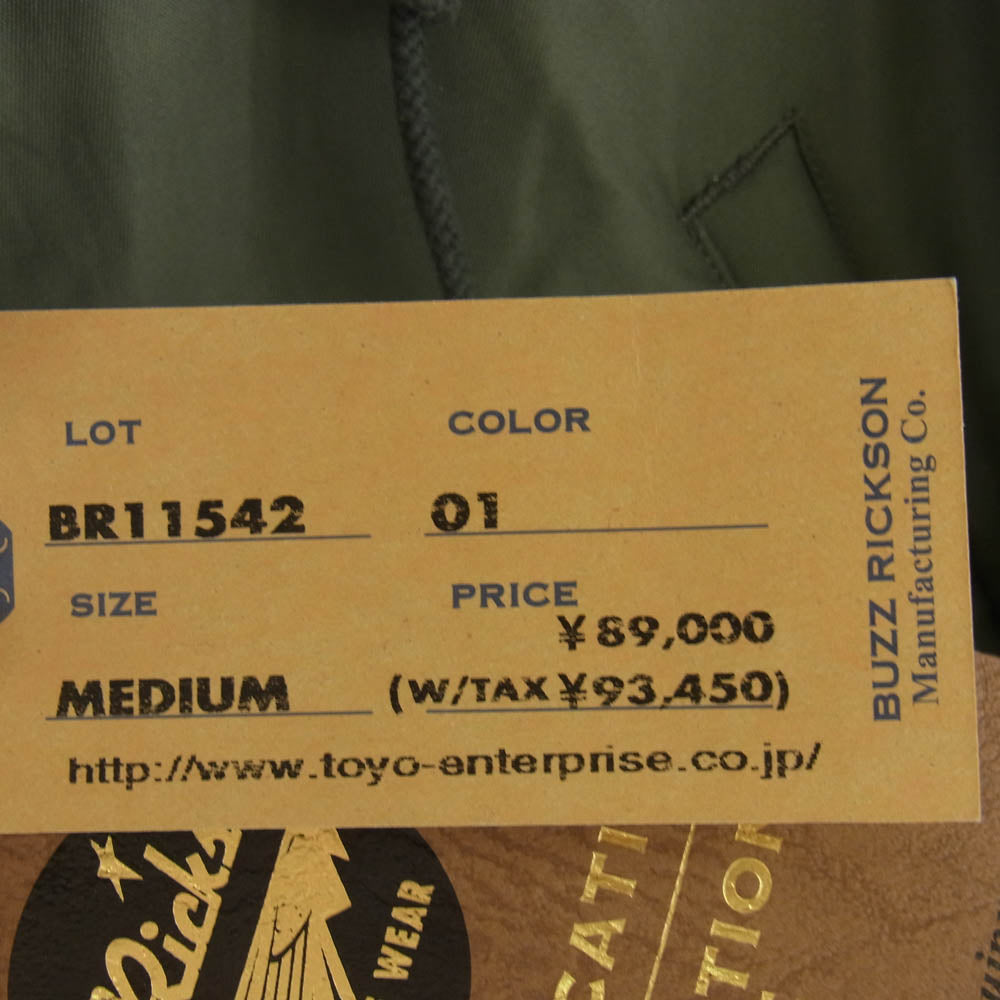 LOT COLOR
BR11542 01
SIZE PRICE
¥89,000
MEDIUM (W/TAX ¥93,450)
http://www.toyo-enterprise.co.jp/
BUZZ RICKSON
Manufacturing Co.
WEAR